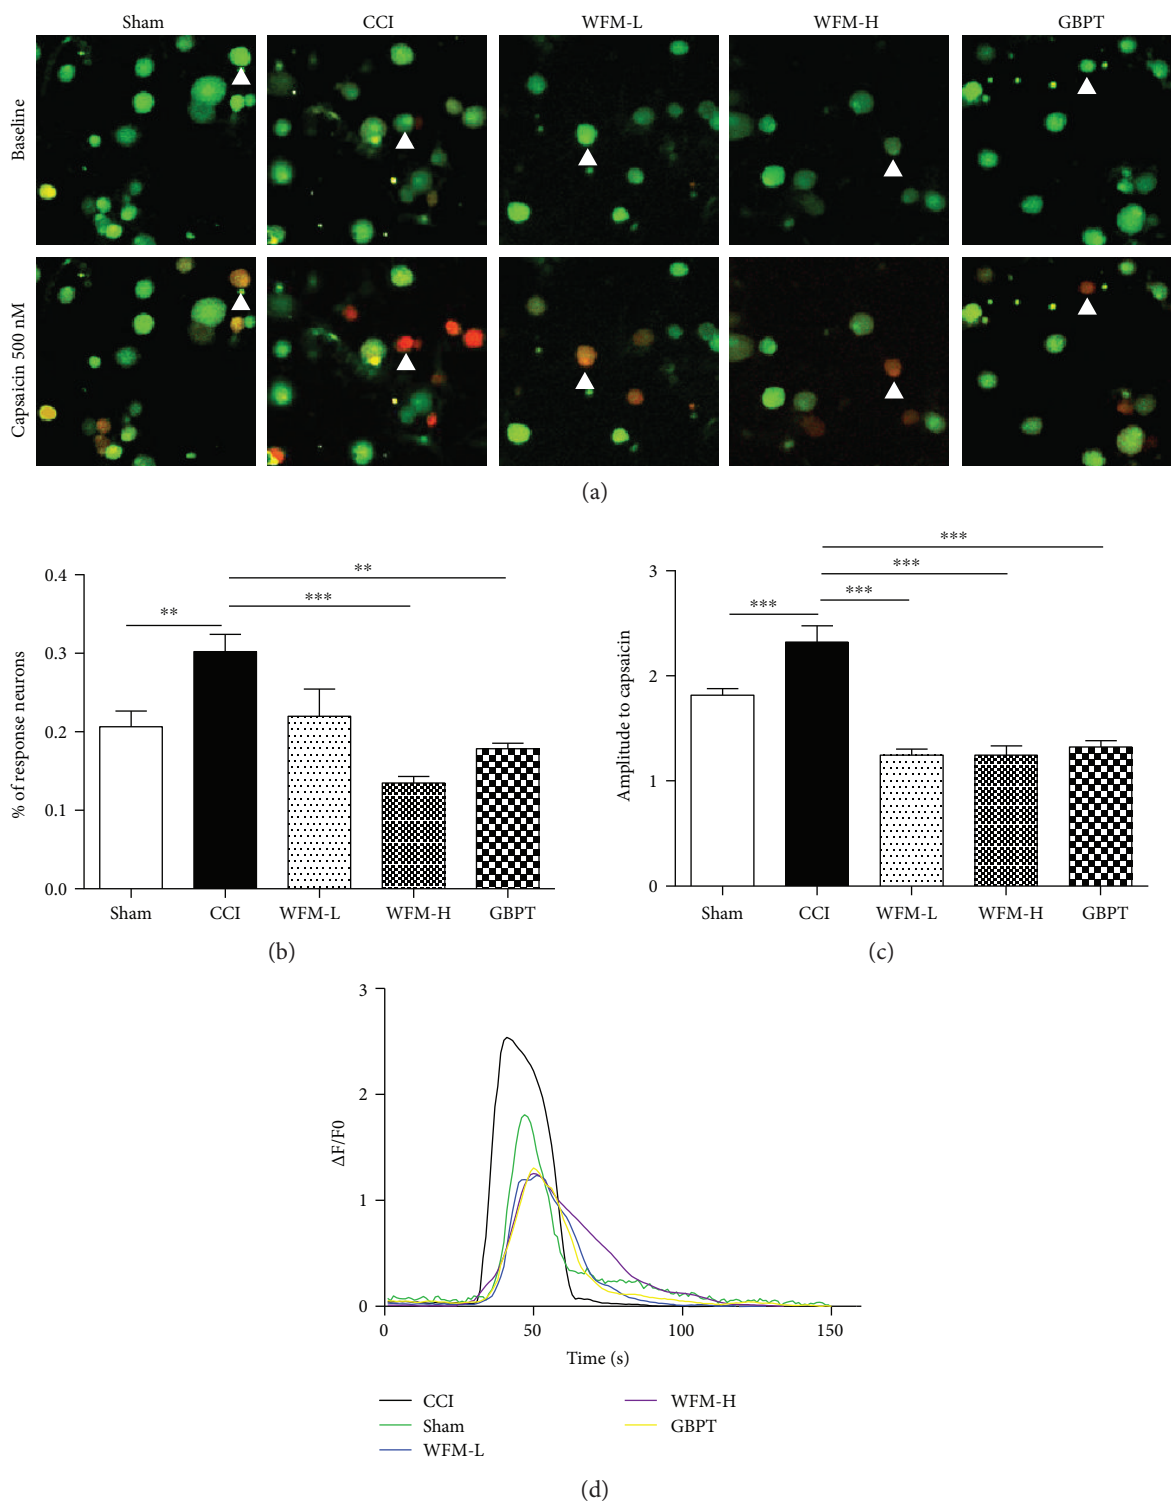 Sham CCI WFM-L WFM-H GBPT
Baseline
Capsaicin 500 nM
(a)
** *** **
% of response neurons
0.4
0.3
0.2
0.1
0.0
Sham CCI WFM-L WFM-H GBPT
(b)
*** *** *** ***
Amplitude to capsaicin
3
2
1
0
Sham CCI WFM-L WFM-H GBPT
(c)
ΔF/F0
3
2
1
0
0 50 100 150
Time (s)
CCI
Sham
WFM-L
WFM-H
GBPT
(d)